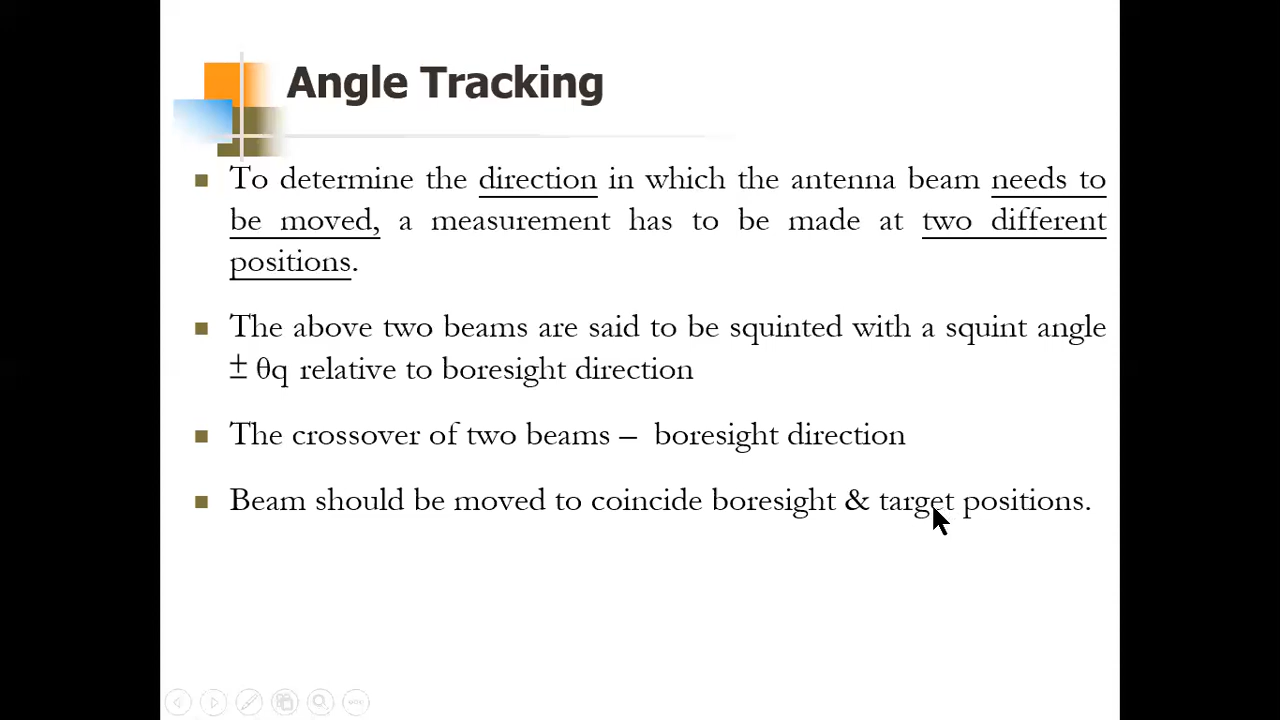 Angle Tracking
To determine the direction in which the antenna beam needs to
be moved, a measurement has to be made at two different
positions.
The above two beams are said to be squinted with a squint angle
± θq relative to boresight direction
The crossover of two beams – boresight direction
Beam should be moved to coincide boresight & target positions.